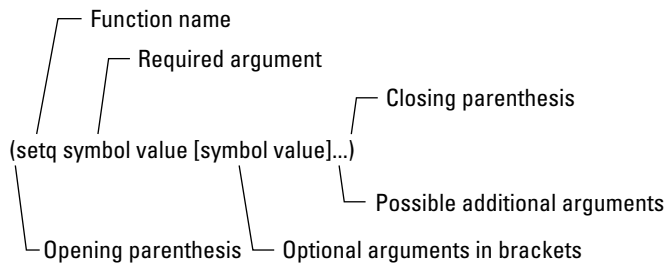 Function name
Required argument
Closing parenthesis
(setq symbol value [symbol value]...)
Possible additional arguments
Opening parenthesis
Optional arguments in brackets